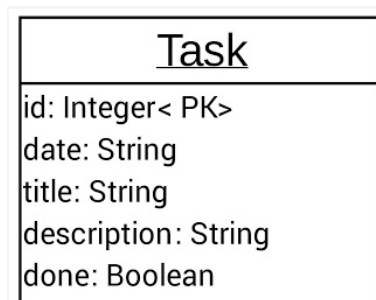 Task
id: Integer< PK>
date: String
title: String
description: String
done: Boolean